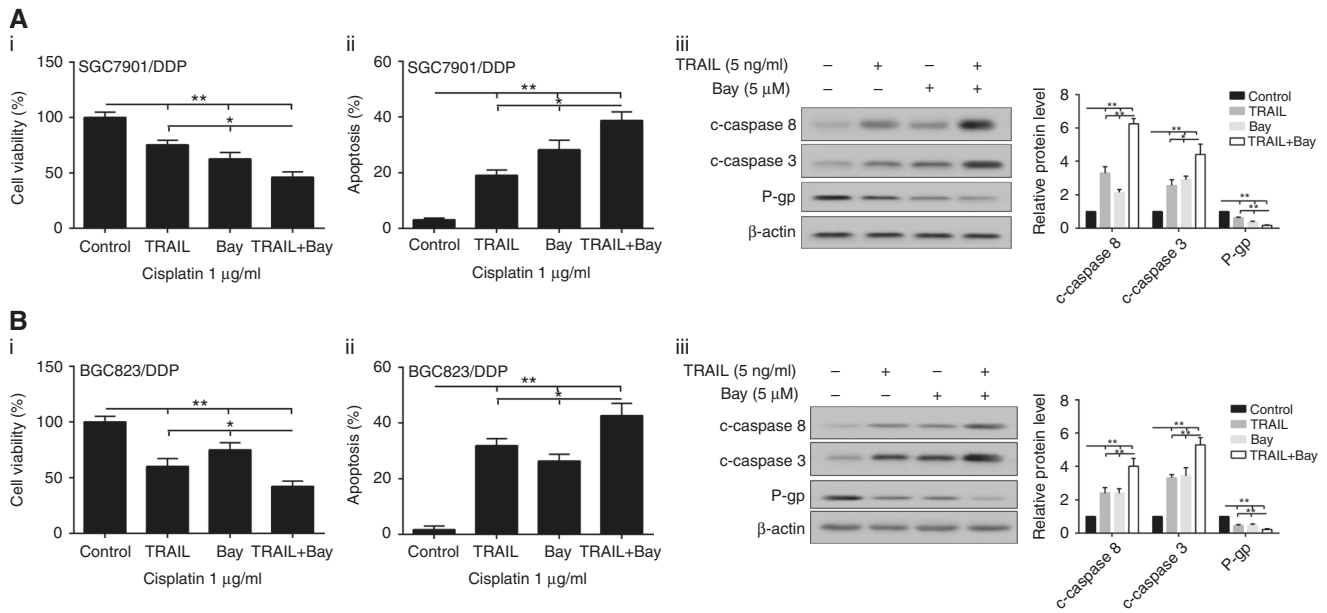 A
i
SGC7901/DDP
Cell viability (%)
150
100
50
0
**
*
Control TRAIL Bay TRAIL+Bay
Cisplatin 1 μg/ml
ii
SGC7901/DDP
Apoptosis (%)
60
40
20
0
**
*
Control TRAIL Bay TRAIL+Bay
Cisplatin 1 μg/ml
iii
TRAIL (5 ng/ml) – + – +
Bay (5 μM) – – + +
c-caspase 8
c-caspase 3
P-gp
β-actin
Relative protein level
8
6
4
2
0
** ** **
** * **
Control
TRAIL
Bay
TRAIL+Bay
c-caspase 8
c-caspase 3
P-gp
B
i
BGC823/DDP
Cell viability (%)
150
100
50
0
**
*
Control TRAIL Bay TRAIL+Bay
Cisplatin 1 μg/ml
ii
BGC823/DDP
Apoptosis (%)
60
40
20
0
**
*
Control TRAIL Bay TRAIL+Bay
Cisplatin 1 μg/ml
iii
TRAIL (5 ng/ml) – + – +
Bay (5 μM) – – + +
c-caspase 8
c-caspase 3
P-gp
β-actin
Relative protein level
8
6
4
2
0
** ** **
** ** **
Control
TRAIL
Bay
TRAIL+Bay
c-caspase 8
c-caspase 3
P-gp